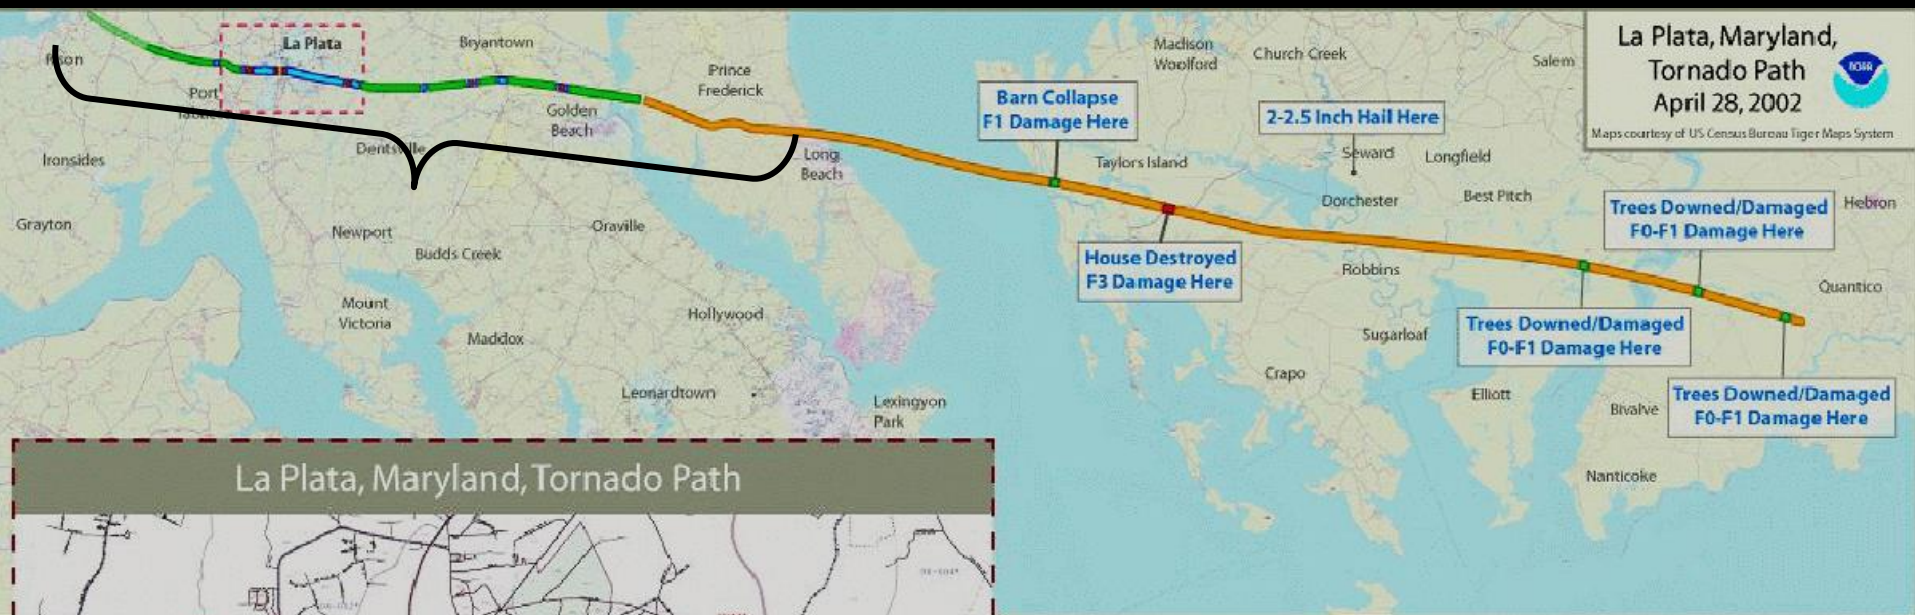 La Plata, Maryland,
Tornado Path
April 28, 2002
NOAA
Maps courtesy of US Census Bureau Tiger Maps System
La Plata
Bryantown
Prince
Frederick
Port
Golden
Beach
Dentsville
Long
Beach
Ironsides
Grayton
Newport
Budds Creek
Oraville
Mount
Victoria
Maddox
Hollywood
Leonardtown
Lexingyon
Park
Madison
Woolford
Church Creek
Salem
Barn Collapse
F1 Damage Here
2-2.5 Inch Hail Here
Taylors Island
Seward
Longfield
Dorchester
Best Pitch
Hebron
Trees Downed/Damaged
F0-F1 Damage Here
House Destroyed
F3 Damage Here
Robbins
Quantico
Sugarloaf
Trees Downed/Damaged
F0-F1 Damage Here
Crapo
Elliott
Bivalve
Trees Downed/Damaged
F0-F1 Damage Here
Nanticoke
La Plata, Maryland, Tornado Path